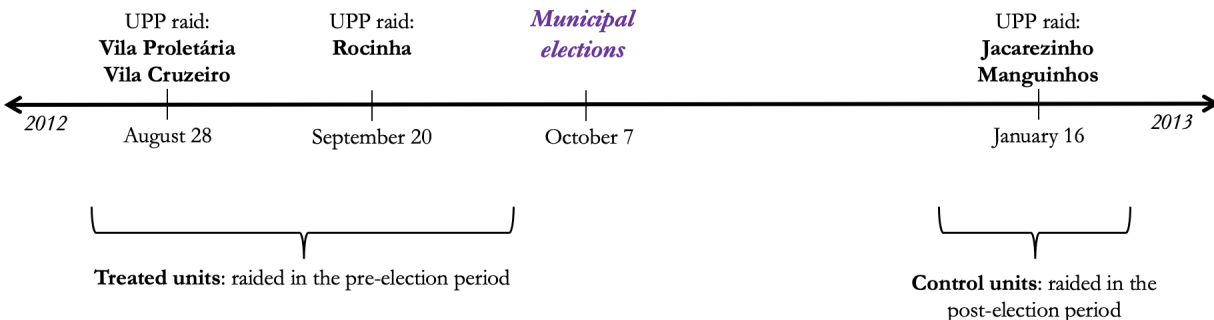 UPP raid:
Vila Proletária
Vila Cruzeiro
UPP raid:
Rocinha
Municipal
elections
UPP raid:
Jacarezinho
Manguinhos
2012
August 28
September 20
October 7
January 16
2013
Treated units: raided in the pre-election period
Control units: raided in the
post-election period